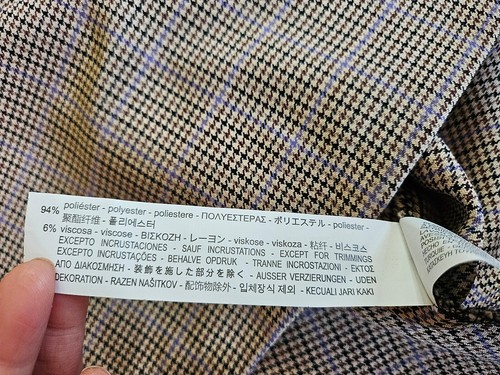 94% poliéster - polyester - poliestere - ΠΟΛΥΕΣΤΕΡΑΣ - ポリエステル - poliester -
聚酯纤维 - 폴리에스터
6% viscosa - viscose - ΒΙΣΚΟΖΗ - レーヨン - viskose - viskoza - 粘纤 - 비스코스
EXCEPTO INCRUSTACIONES - SAUF INCRUSTATIONS - EXCEPT FOR TRIMMINGS
EXCEPTO INCRUSTAÇÕES - BEHALVE OPDRUK - TRANNE INCROSTAZIONI - ΕΚΤΟΣ
ΑΠΟ ΔΙΑΚΟΣΜΗΣΗ - 装飾を施した部分を除く - AUSSER VERZIERUNGEN - UDEN
DEKORATION - RAZEN NAŠITKOV - 配饰物除外 - 입체장식 제외 - KECUALI JARI KAKI